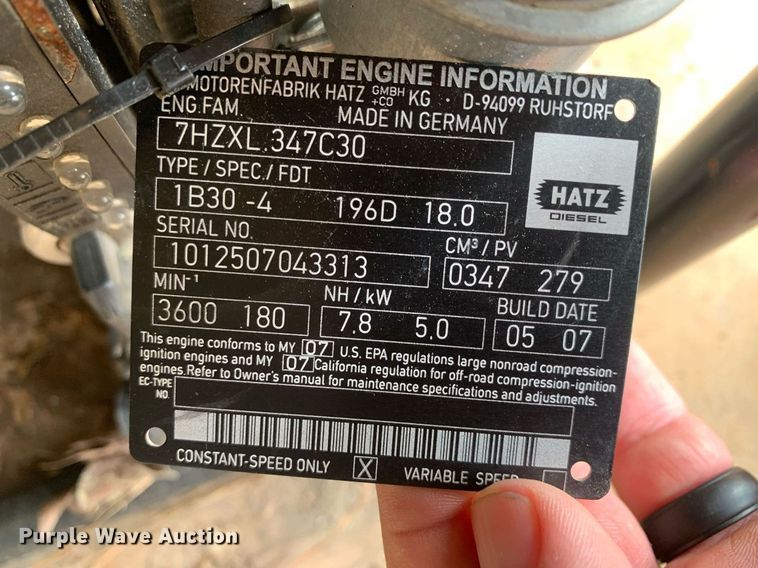 IMPORTANT ENGINE INFORMATION
MOTORENFABRIK HATZ GMBH +CO KG · D-94099 RUHSTORF
ENG.FAM. MADE IN GERMANY
7HZXL.347C30
TYPE / SPEC./ FDT
1B30 -4 196D 18.0
HATZ
DIESEL
SERIAL NO. CM³ / PV
1012507043313 0347 279
MIN⁻¹ NH / kW BUILD DATE
3600 180 7.8 5.0 05 07
This engine conforms to MY 07 U.S. EPA regulations large nonroad compression-
ignition engines and MY 07 California regulation for off-road compression-ignition
engines. Refer to Owner's manual for maintenance specifications and adjustments.
EC-TYPE
NO.
CONSTANT-SPEED ONLY X VARIABLE SPEED
Purple Wave Auction